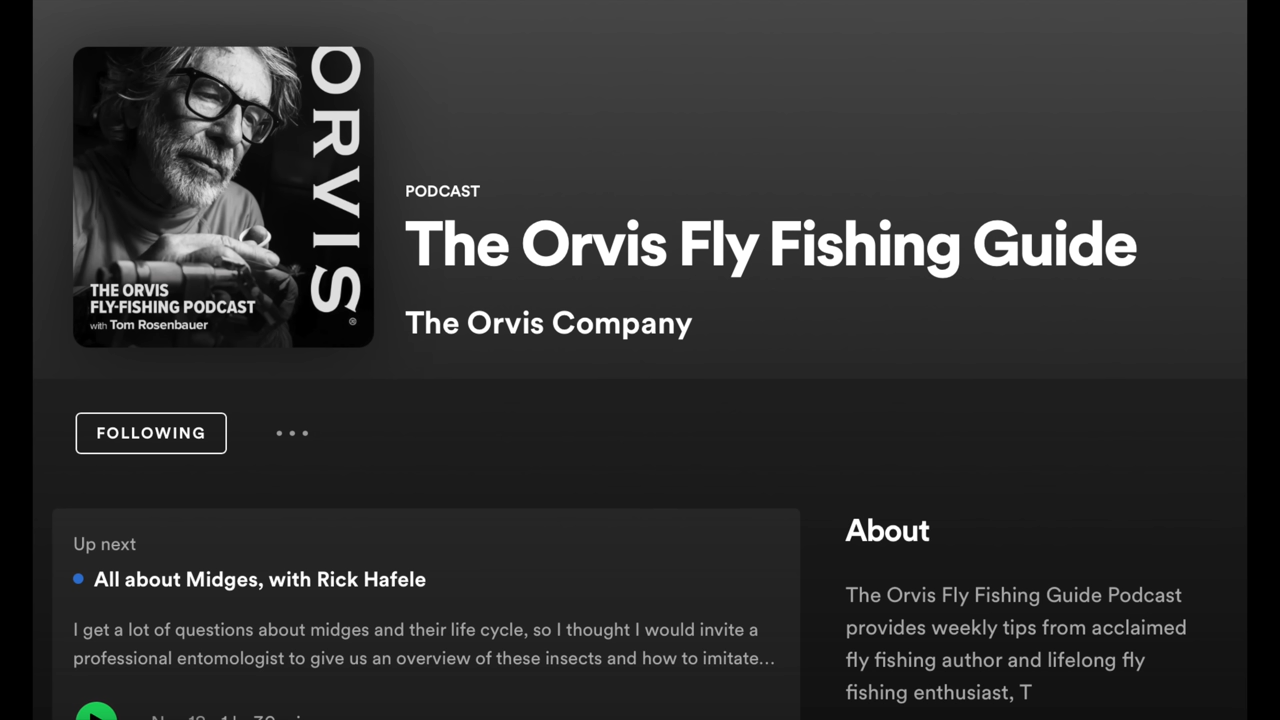 ORVIS
THE ORVIS
FLY-FISHING PODCAST
with Tom Rosenbauer
PODCAST
The Orvis Fly Fishing Guide
The Orvis Company
FOLLOWING
Up next
All about Midges, with Rick Hafele
I get a lot of questions about midges and their life cycle, so I thought I would invite a
professional entomologist to give us an overview of these insects and how to imitate...
About
The Orvis Fly Fishing Guide Podcast
provides weekly tips from acclaimed
fly fishing author and lifelong fly
fishing enthusiast, T